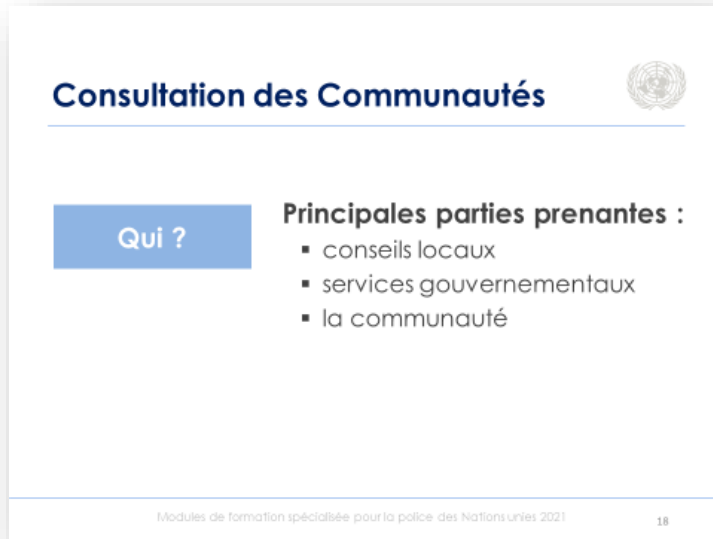 Consultation des Communautés
Qui ?
Principales parties prenantes :
▪ conseils locaux
▪ services gouvernementaux
▪ la communauté
Modules de formation spécialisée pour la police des Nations unies 2021
18